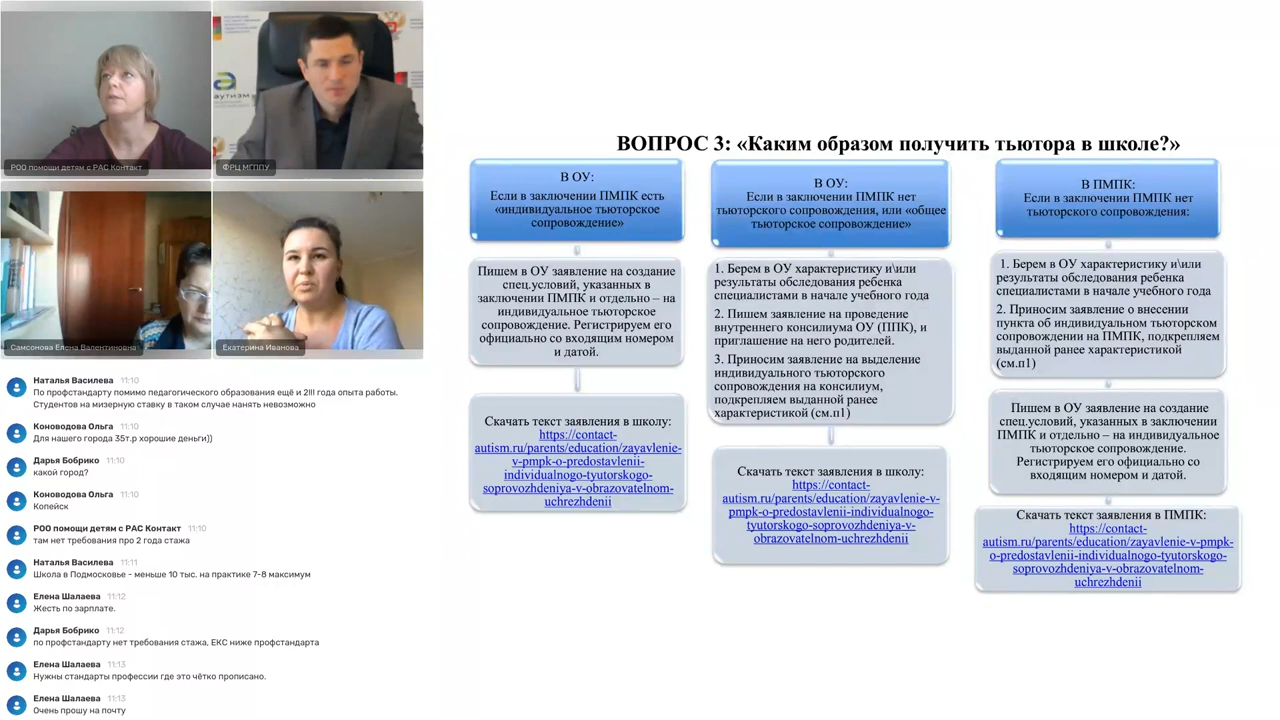 аутизм
РОО помощи детям с РАС Контакт
ФРЦ МГППУ
Самсонова Елена Валентиновна
Екатерина Иванова
Наталья Василева 11:10
По профстандарту помимо педагогического образования ещё и 2!!! года опыта работы.
Студентов на мизерную ставку в таком случае нанять невозможно
Коноводова Ольга 11:10
Для нашего города 35т.р хорошие деньги))
Дарья Бобрико 11:10
какой город?
Коноводова Ольга 11:10
Копейск
РОО помощи детям с РАС Контакт 11:10
там нет требования про 2 года стажа
Наталья Василева 11:11
Школа в Подмосковье - меньше 10 тыс. на практике 7-8 максимум
Елена Шалаева 11:12
Жесть по зарплате.
Дарья Бобрико 11:12
по профстандарту нет требования стажа, ЕКС ниже профстандарта
Елена Шалаева 11:13
Нужны стандарты профессии где это чётко прописано.
Елена Шалаева 11:13
Очень прошу на почту
ВОПРОС 3: «Каким образом получить тьютора в школе?»
В ОУ:
Если в заключении ПМПК есть
«индивидуальное тьюторское
сопровождение»
Пишем в ОУ заявление на создание
спец.условий, указанных в
заключении ПМПК и отдельно – на
индивидуальное тьюторское
сопровождение. Регистрируем его
официально со входящим номером
и датой.
Скачать текст заявления в школу:
https://contact-
autism.ru/parents/education/zayavlenie-
v-pmpk-o-predostavlenii-
individualnogo-tyutorskogo-
soprovozhdeniya-v-obrazovatelnom-
uchrezhdenii
В ОУ:
Если в заключении ПМПК нет
тьюторского сопровождения, или «общее
тьюторское сопровождение»
1. Берем в ОУ характеристику и\или
результаты обследования ребенка
специалистами в начале учебного года
2. Пишем заявление на проведение
внутреннего консилиума ОУ (ППК), и
приглашение на него родителей.
3. Приносим заявление на выделение
индивидуального тьюторского
сопровождения на консилиум,
подкрепляем выданной ранее
характеристикой (см.п1)
Скачать текст заявления в школу:
https://contact-
autism.ru/parents/education/zayavlenie-v-
pmpk-o-predostavlenii-individualnogo-
tyutorskogo-soprovozhdeniya-v-
obrazovatelnom-uchrezhdenii
В ПМПК:
Если в заключении ПМПК нет
тьюторского сопровождения:
1. Берем в ОУ характеристику и\или
результаты обследования ребенка
специалистами в начале учебного года
2. Приносим заявление о внесении
пункта об индивидуальном тьюторском
сопровождении на ПМПК, подкрепляем
выданной ранее характеристикой
(см.п1)
Пишем в ОУ заявление на создание
спец.условий, указанных в заключении
ПМПК и отдельно – на индивидуальное
тьюторское сопровождение.
Регистрируем его официально со
входящим номером и датой.
Скачать текст заявления в ПМПК:
https://contact-
autism.ru/parents/education/zayavlenie-v-pmpk-
o-predostavlenii-individualnogo-tyutorskogo-
soprovozhdeniya-v-obrazovatelnom-
uchrezhdenii